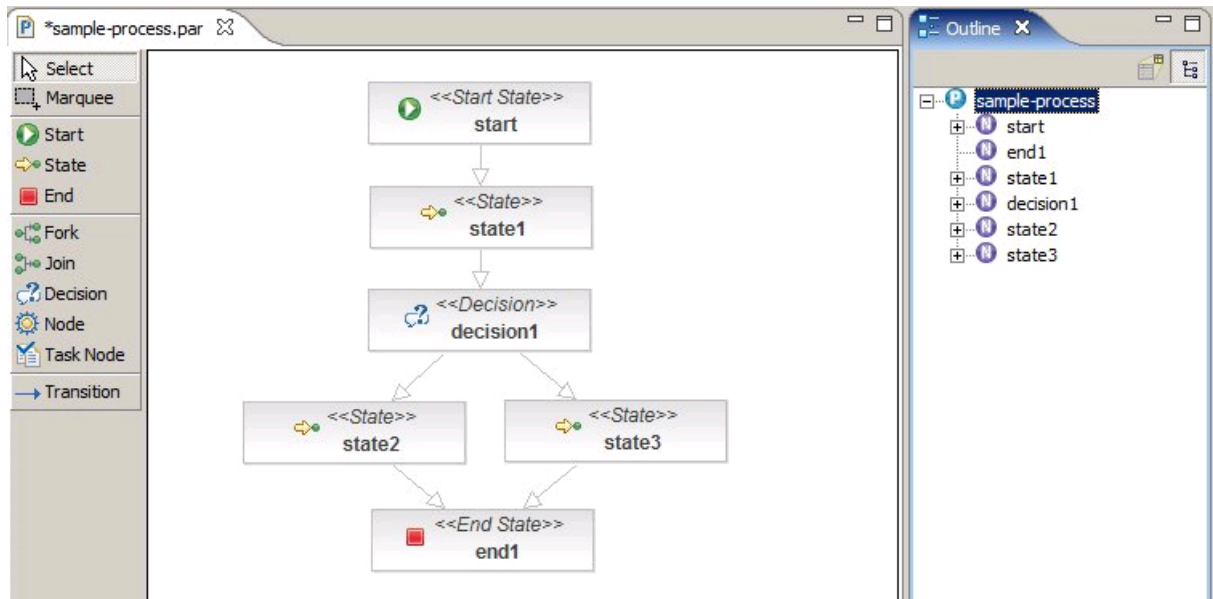 *sample-process.par
Select
Marquee
Start
State
End
Fork
Join
Decision
Node
Task Node
Transition
<<Start State>>
start
<<State>>
state1
<<Decision>>
decision1
<<State>>
state2
<<State>>
state3
<<End State>>
end1
Outline
sample-process
start
end1
state1
decision1
state2
state3